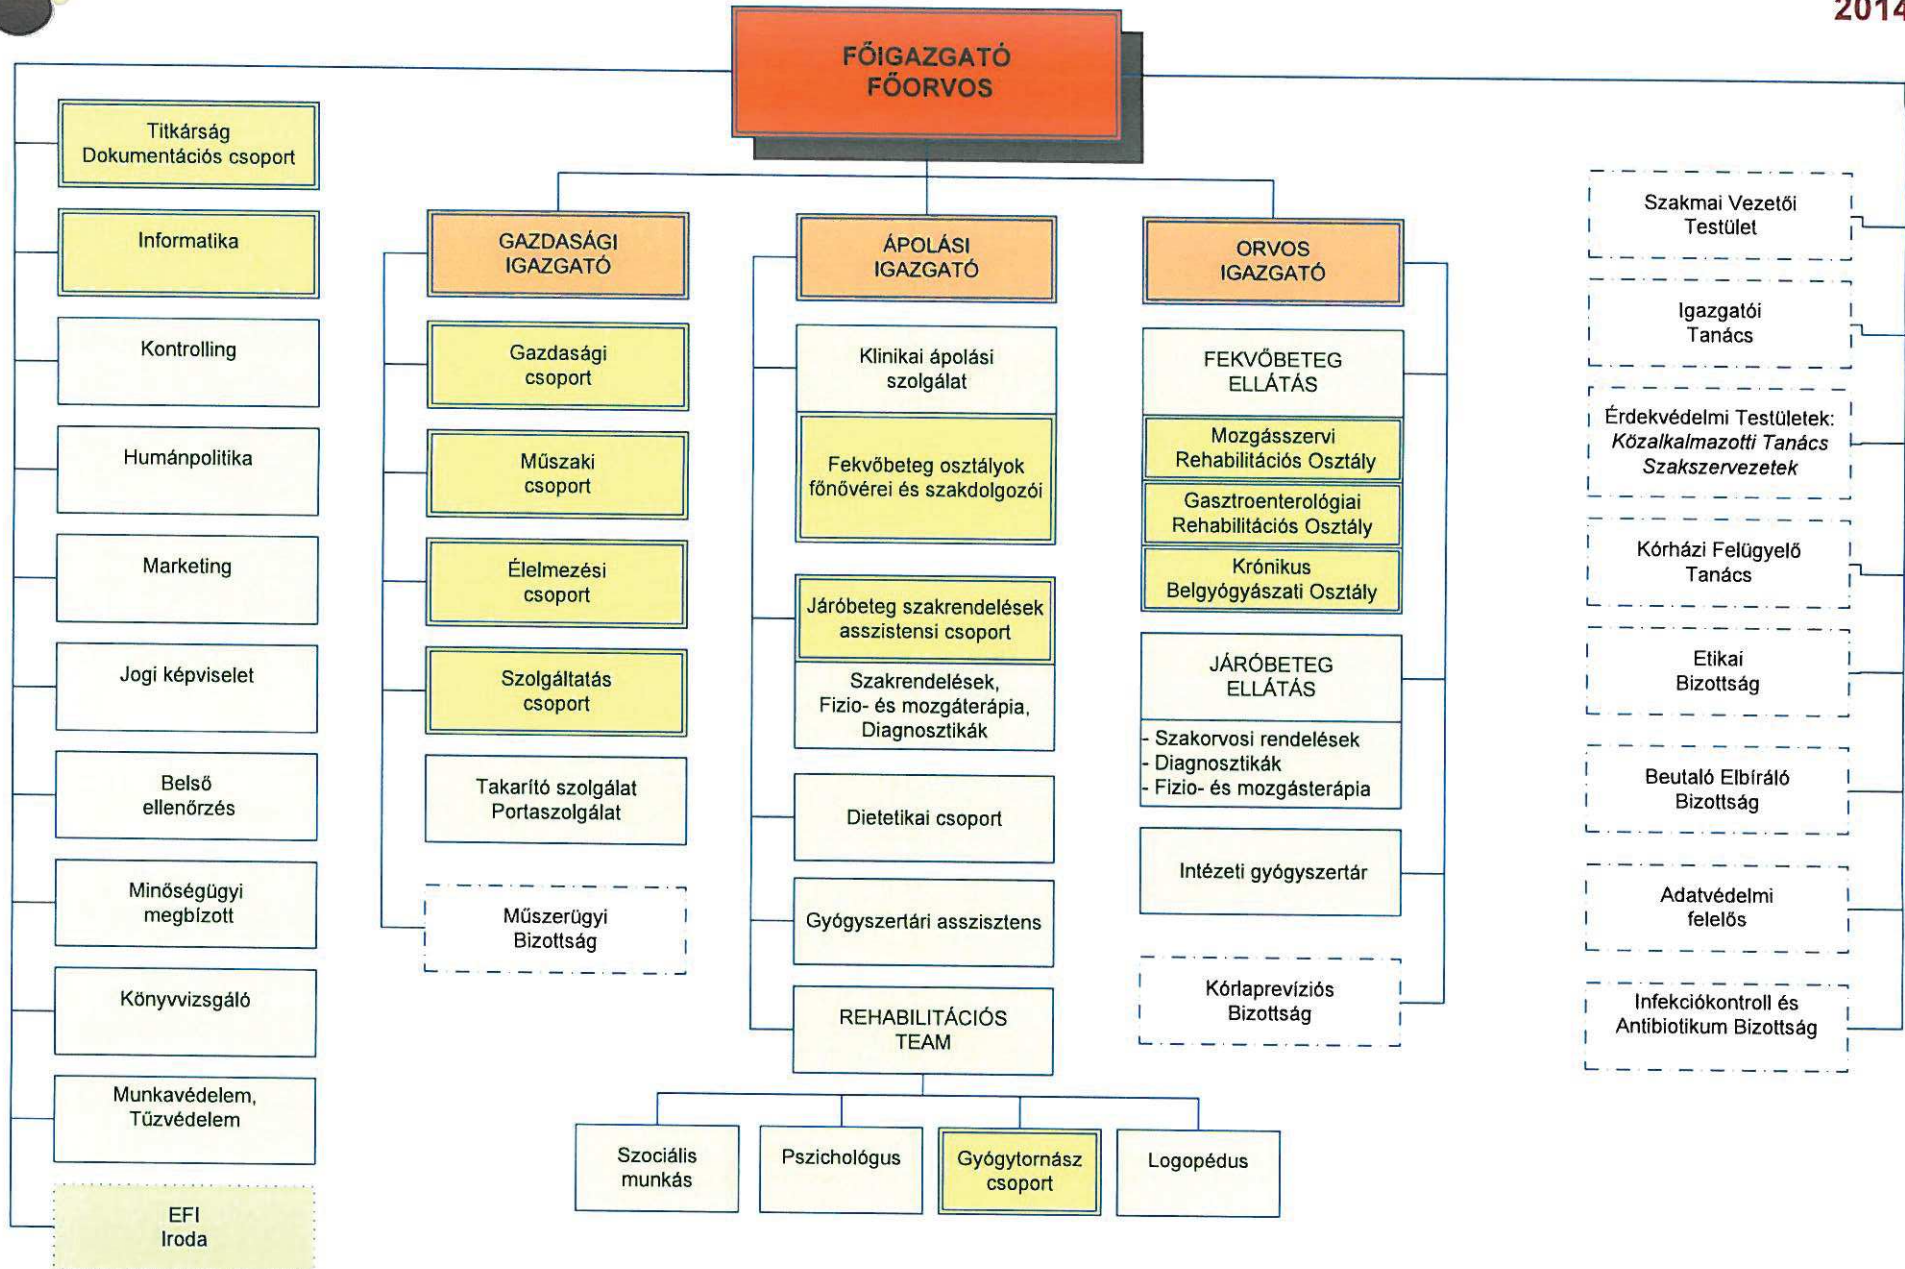 2014
FŐIGAZGATÓ
FŐORVOS
Titkárság
Dokumentációs csoport
Informatika
Kontrolling
Humánpolitika
Marketing
Jogi képviselet
Belső
ellenőrzés
Minőségügyi
megbízott
Könyvvizsgáló
Munkavédelem,
Tűzvédelem
EFI
Iroda
GAZDASÁGI
IGAZGATÓ
Gazdasági
csoport
Műszaki
csoport
Élelmezési
csoport
Szolgáltatás
csoport
Takarító szolgálat
Portaszolgálat
Műszerügyi
Bizottság
ÁPOLÁSI
IGAZGATÓ
Klinikai ápolási
szolgálat
Fekvőbeteg osztályok
főnővérei és szakdolgozói
Járóbeteg szakrendelések
asszistensi csoport
Szakrendelések,
Fizio- és mozgáterápia,
Diagnosztikák
Dietetikai csoport
Gyógyszertári asszisztens
REHABILITÁCIÓS
TEAM
Szociális
munkás
Pszichológus
Gyógytornász
csoport
Logopédus
ORVOS
IGAZGATÓ
FEKVŐBETEG
ELLÁTÁS
Mozgásszervi
Rehabilitációs Osztály
Gasztroenterológiai
Rehabilitációs Osztály
Krónikus
Belgyógyászati Osztály
JÁRÓBETEG
ELLÁTÁS
- Szakorvosi rendelések
- Diagnosztikák
- Fizio- és mozgásterápia
Intézeti gyógyszertár
Kórlaprevíziós
Bizottság
Szakmai Vezetői
Testület
Igazgatói
Tanács
Érdekvédelmi Testületek:
Közalkalmazotti Tanács
Szakszervezetek
Kórházi Felügyelő
Tanács
Etikai
Bizottság
Beutaló Elbíráló
Bizottság
Adatvédelmi
felelős
Infekciókontroll és
Antibiotikum Bizottság